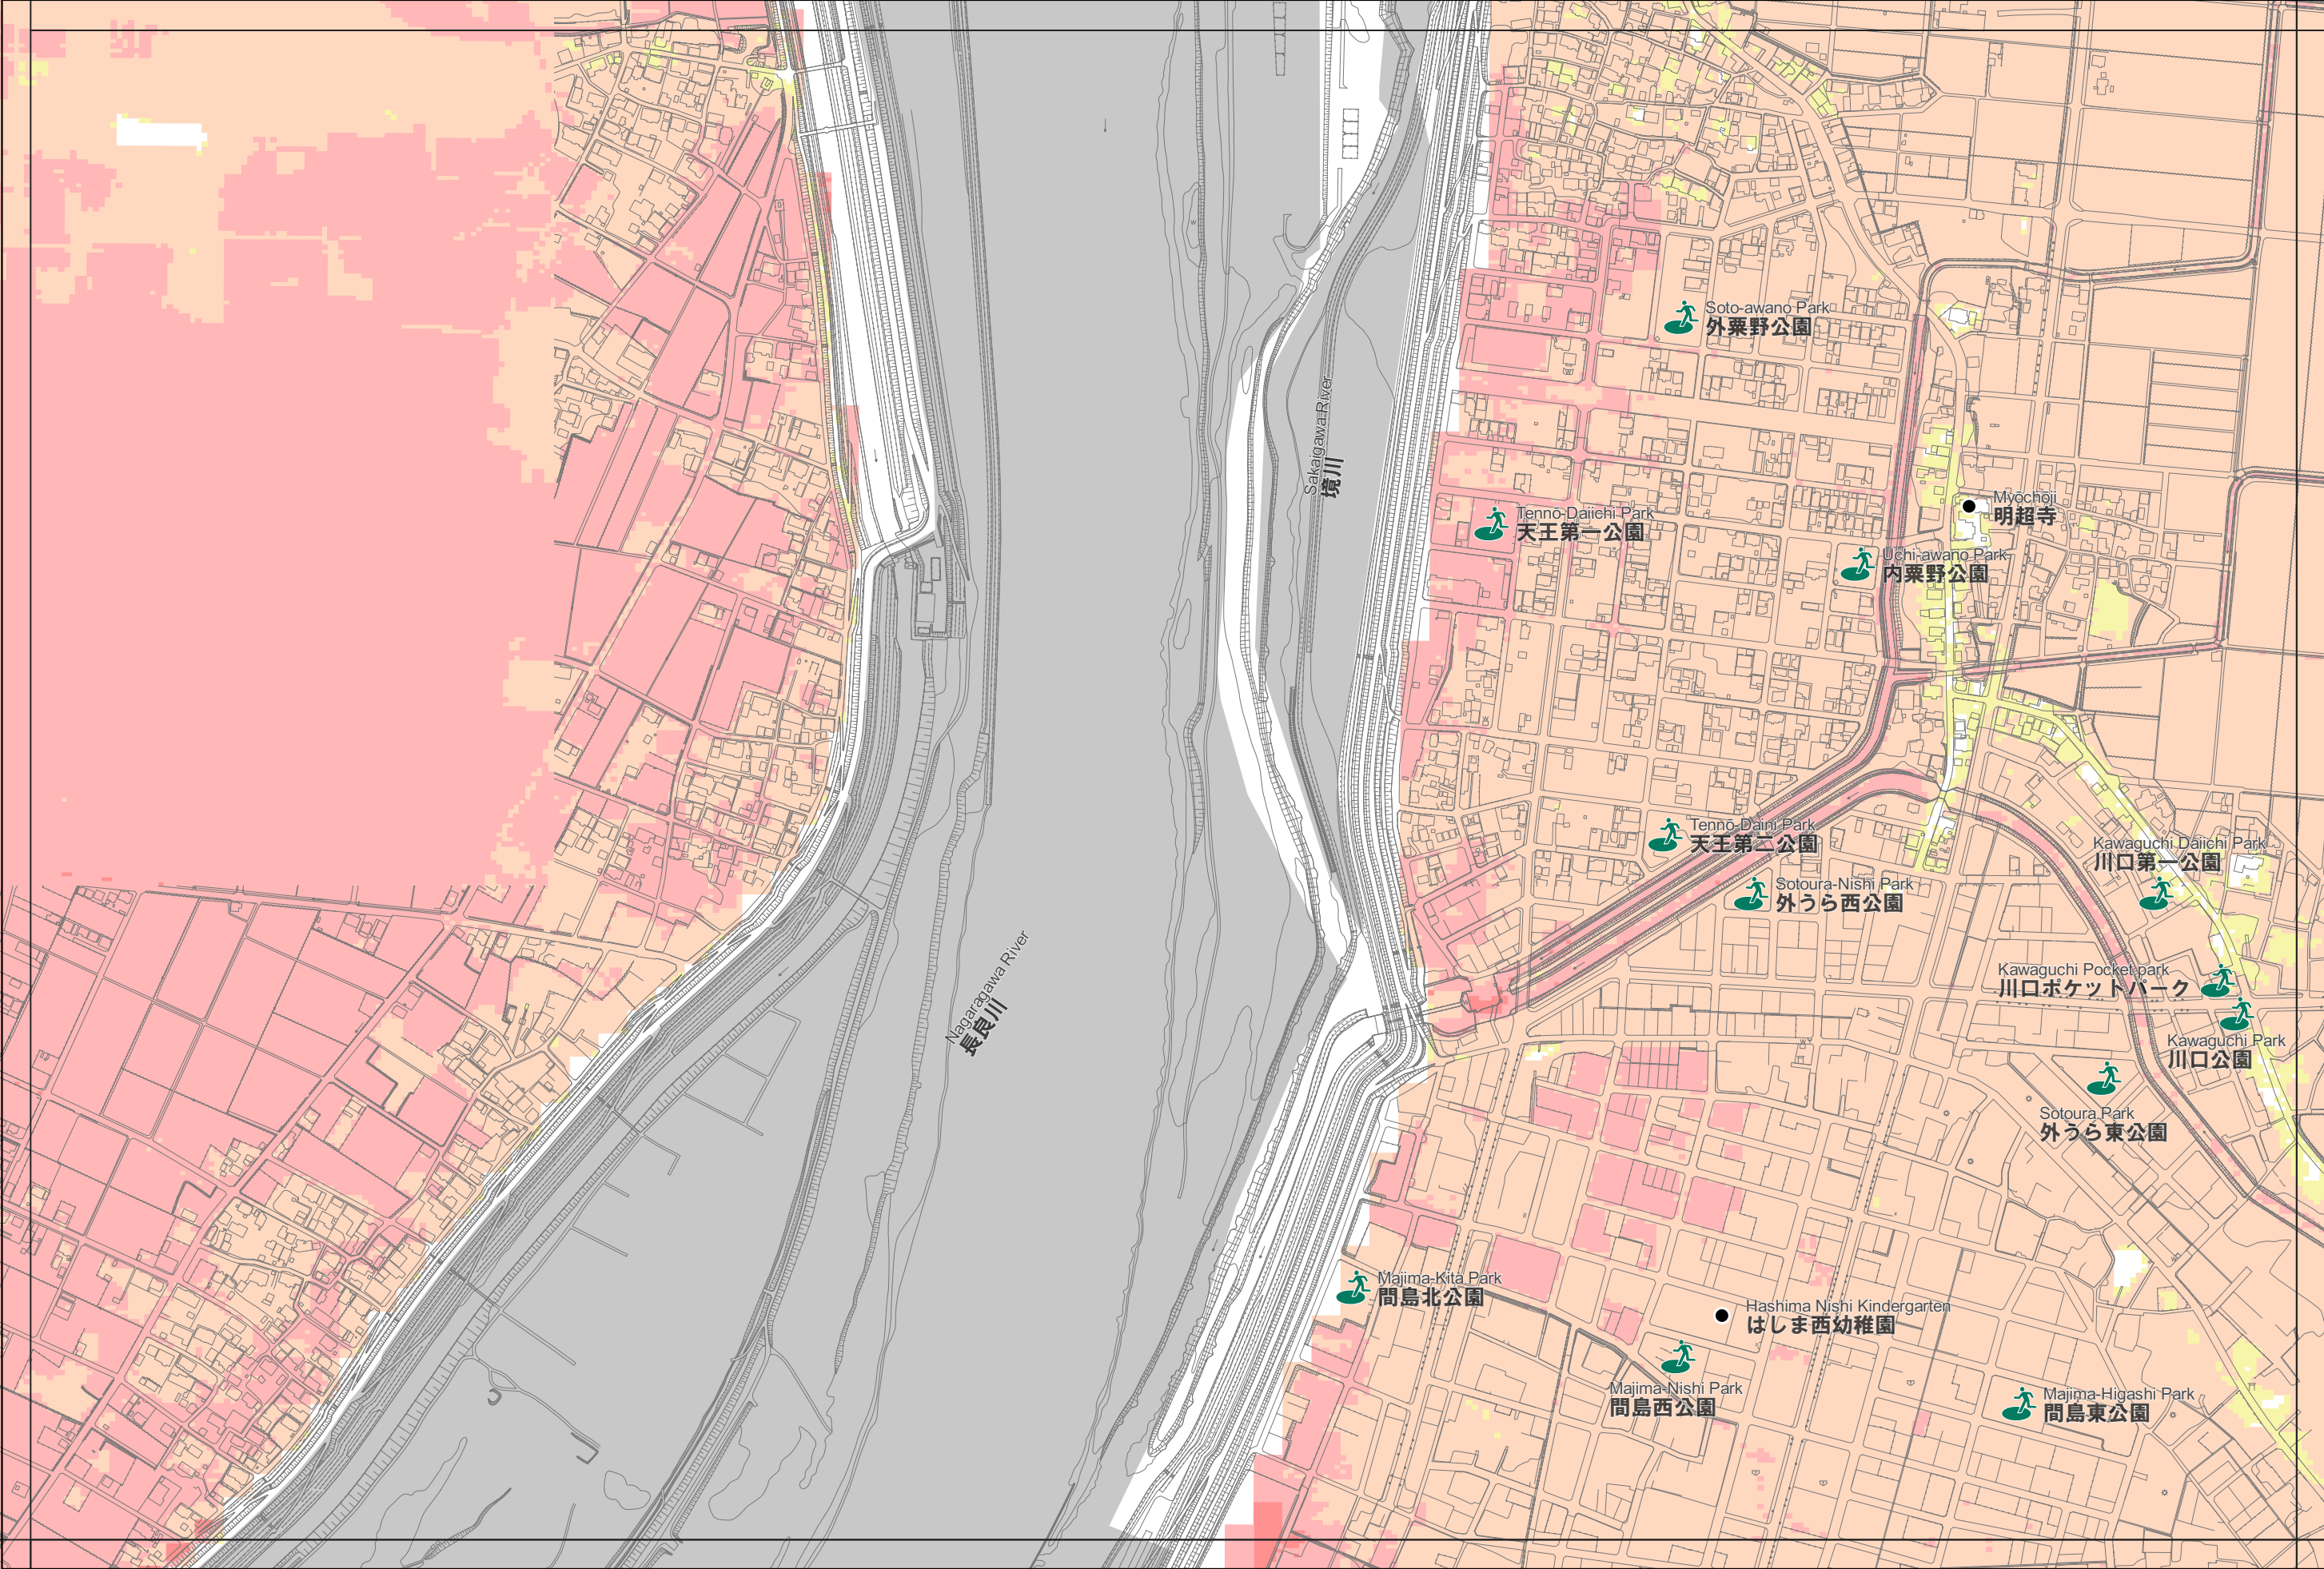 Soto-awano Park
外粟野公園
Sakaigawa River
境川
Myōchōji
明超寺
Tennō-Daiichi Park
天王第一公園
Uchi-awano Park
内粟野公園
Tennō-Daini Park
天王第二公園
Kawaguchi Daiichi Park
川口第一公園
Sotoura-Nishi Park
外うら西公園
Nagaragawa River
長良川
Kawaguchi Pocket park
川口ポケットパーク
Kawaguchi Park
川口公園
Sotoura Park
外うら東公園
Majima-Kita Park
間島北公園
Hashima Nishi Kindergarten
はしま西幼稚園
Majima-Nishi Park
間島西公園
Majima-Higashi Park
間島東公園